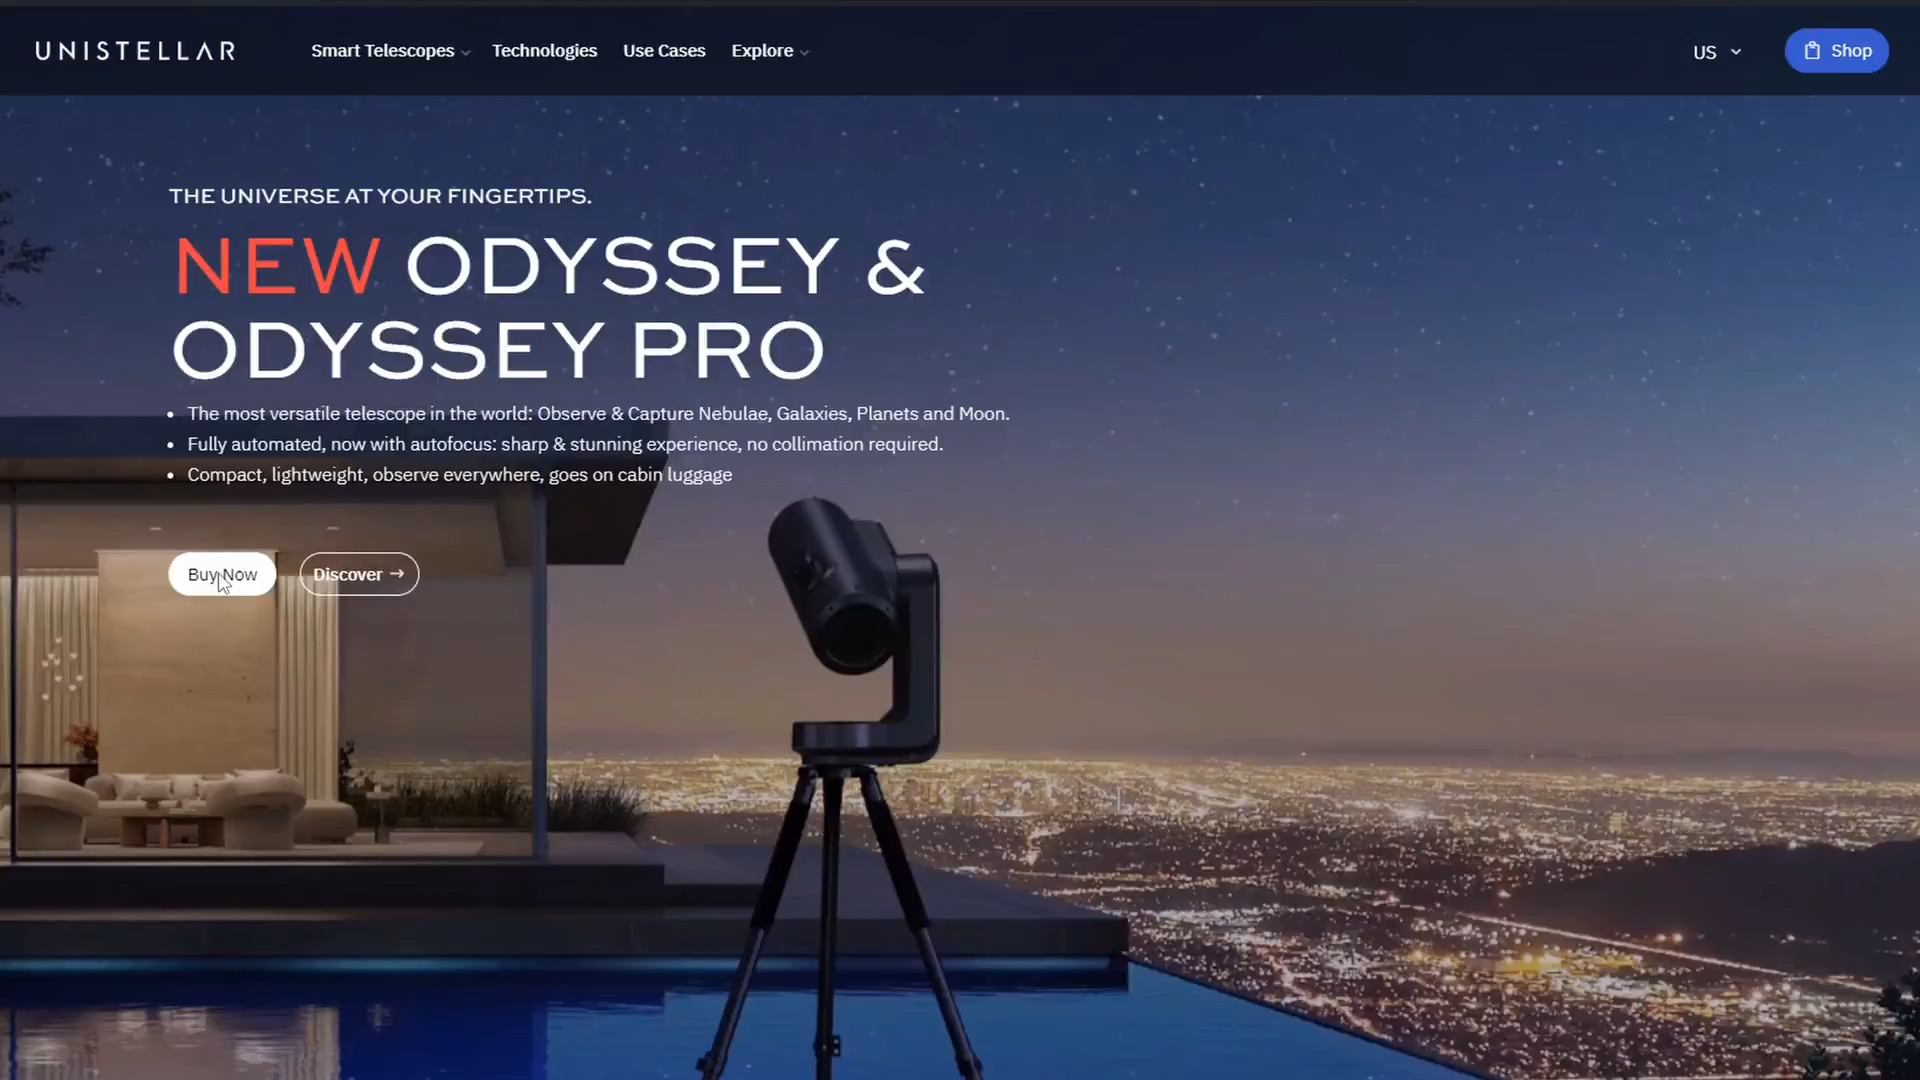 UNISTELLAR
Smart Telescopes
Technologies
Use Cases
Explore
US
Shop
THE UNIVERSE AT YOUR FINGERTIPS.
NEW ODYSSEY &
ODYSSEY PRO
• The most versatile telescope in the world: Observe & Capture Nebulae, Galaxies, Planets and Moon.
• Fully automated, now with autofocus: sharp & stunning experience, no collimation required.
• Compact, lightweight, observe everywhere, goes on cabin luggage
Buy Now
Discover →